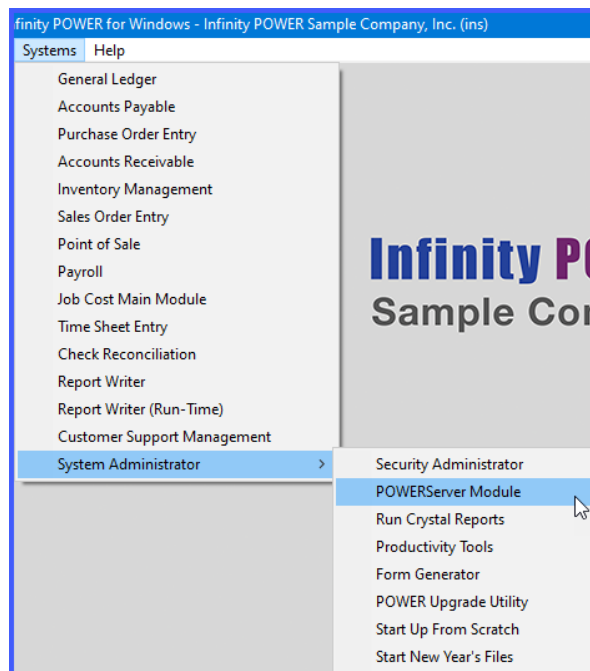 finity POWER for Windows - Infinity POWER Sample Company, Inc. (ins)
Systems Help
General Ledger
Accounts Payable
Purchase Order Entry
Accounts Receivable
Inventory Management
Sales Order Entry
Point of Sale
Payroll
Job Cost Main Module
Time Sheet Entry
Check Reconciliation
Report Writer
Report Writer (Run-Time)
Customer Support Management
System Administrator
Infinity PO
Sample Cor
Security Administrator
POWERServer Module
Run Crystal Reports
Productivity Tools
Form Generator
POWER Upgrade Utility
Start Up From Scratch
Start New Year's Files